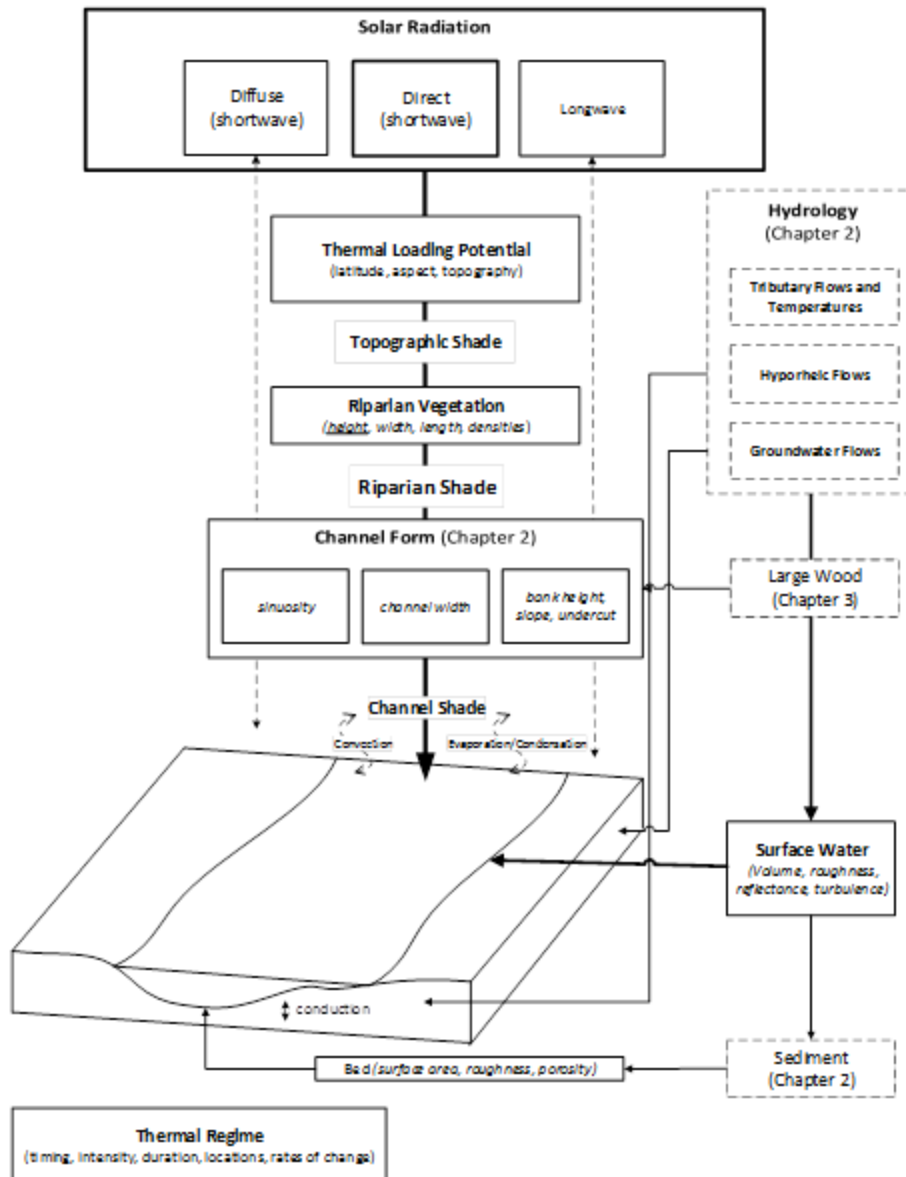 Solar Radiation
Diffuse
(shortwave)
Direct
(shortwave)
Longwave
Hydrology
(Chapter 2)
Thermal Loading Potential
(latitude, aspect, topography)
Tributary Flows and
Temperatures
Topographic Shade
Hyporheic Flows
Riparian Vegetation
(height, width, length, densities)
Groundwater Flows
Riparian Shade
Channel Form (Chapter 2)
sinuosity
channel width
bank height,
slope, undercut
Large Wood
(Chapter 3)
Channel Shade
Convection
Evaporation/Condensation
Surface Water
(Volume, roughness,
reflectance, turbulence)
conduction
Bed (surface area, roughness, porosity)
Sediment
(Chapter 2)
Thermal Regime
(timing, intensity, duration, locations, rates of change)